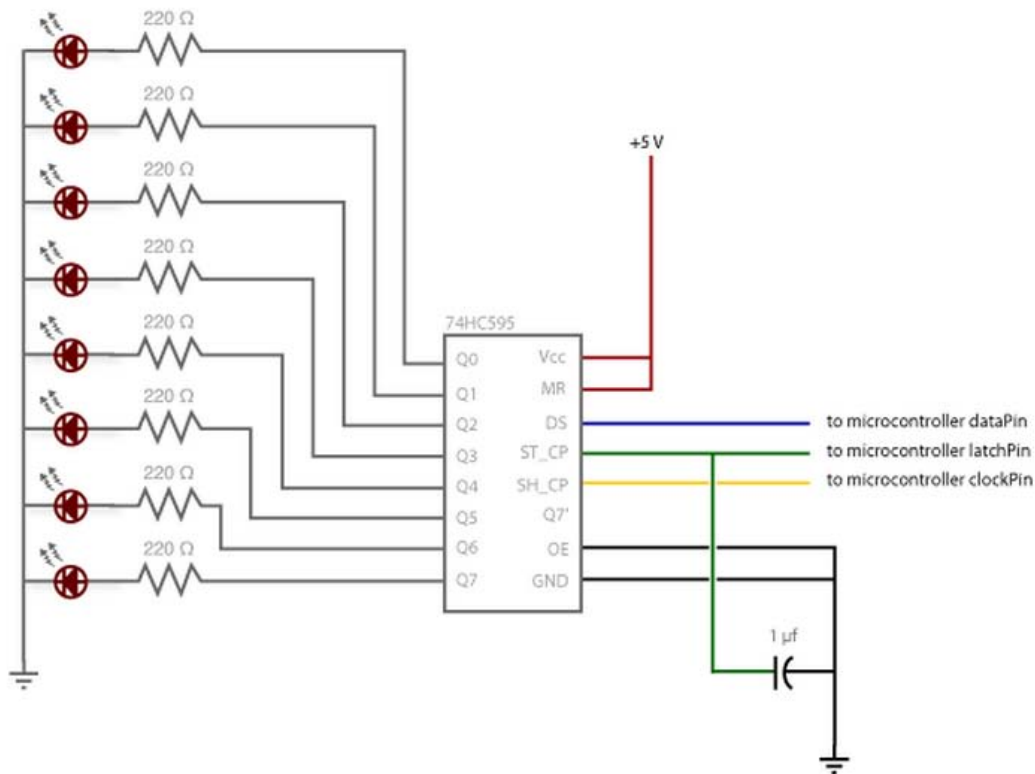 220 Ω
220 Ω
220 Ω
220 Ω
220 Ω
220 Ω
220 Ω
220 Ω
+5 V
74HC595
Q0
Q1
Q2
Q3
Q4
Q5
Q6
Q7
Vcc
MR
DS
ST_CP
SH_CP
Q7'
OE
GND
to microcontroller dataPin
to microcontroller latchPin
to microcontroller clockPin
1 µf